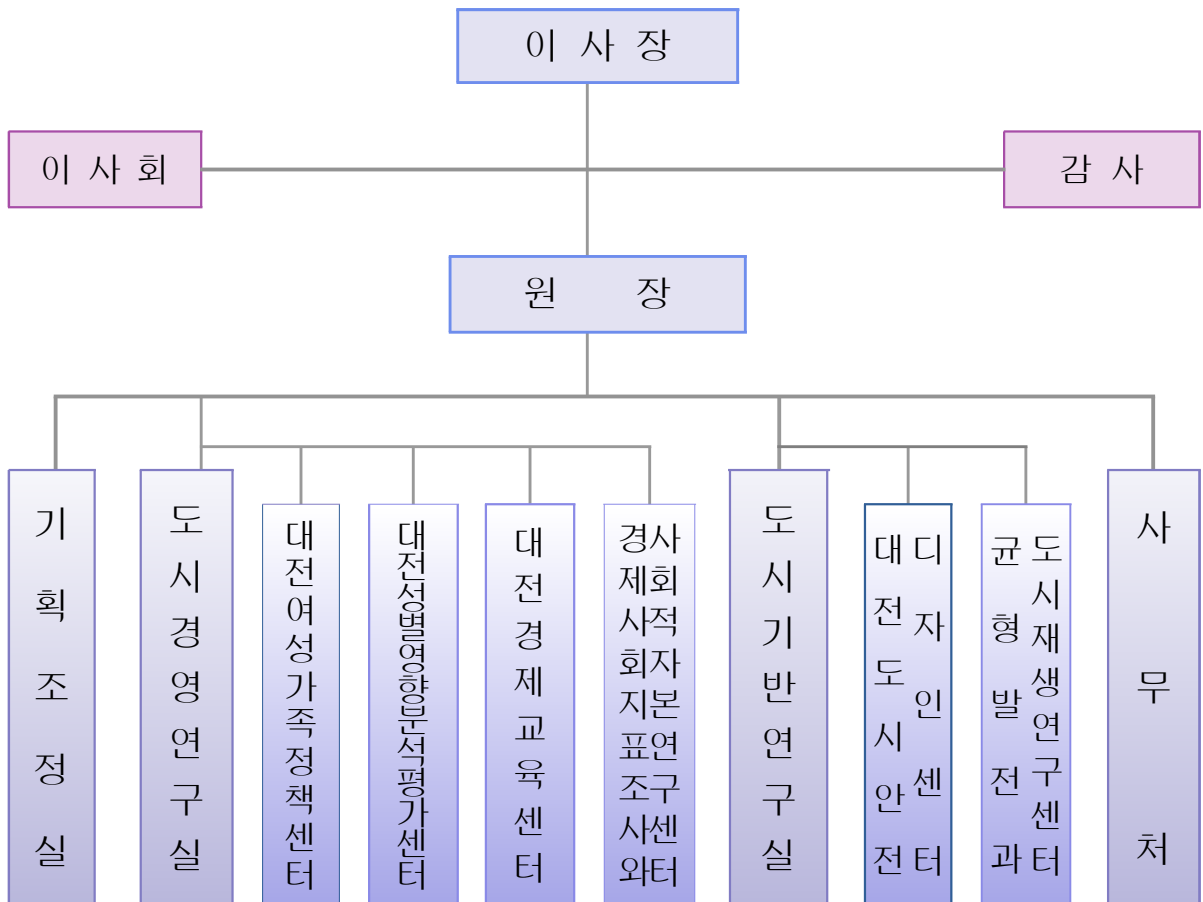 이 사 장
이 사 회
감 사
원 장
기획조정실
도시경영연구실
대전여성가족정책센터
대전성별영향분석평가센터
대전경제교육센터
경제사회지표조사와
사회적자본연구센터
도시기반연구실
대전도시안전
디자인센터
균형발전과
도시재생연구센터
사무처